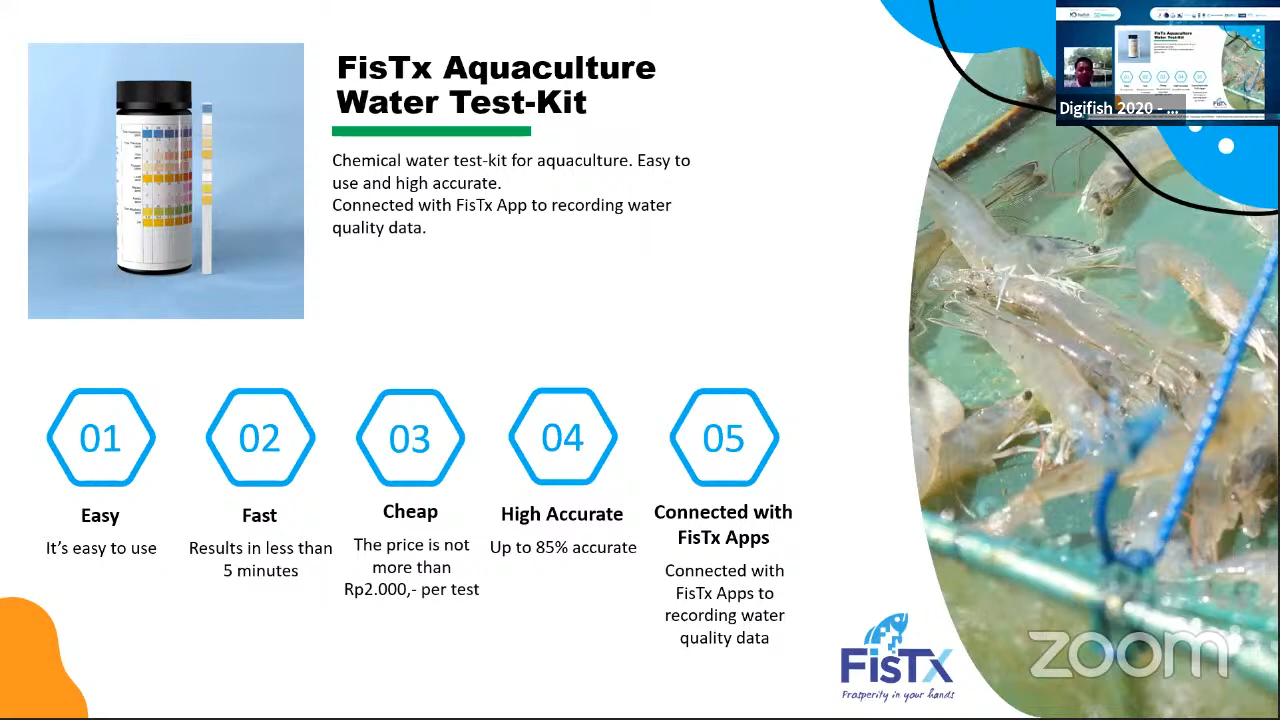 FisTx Aquaculture
Water Test-Kit
Chemical water test-kit for aquaculture. Easy to
use and high accurate.
Connected with FisTx App to recording water
quality data.
Digifish 2020 - ...
01
02
03
04
05
Easy
It's easy to use
Fast
Results in less than
5 minutes
Cheap
The price is not
more than
Rp2.000,- per test
High Accurate
Up to 85% accurate
Connected with
FisTx Apps
Connected with
FisTx Apps to
recording water
quality data
FisTx
Prosperity in your hands
zoom